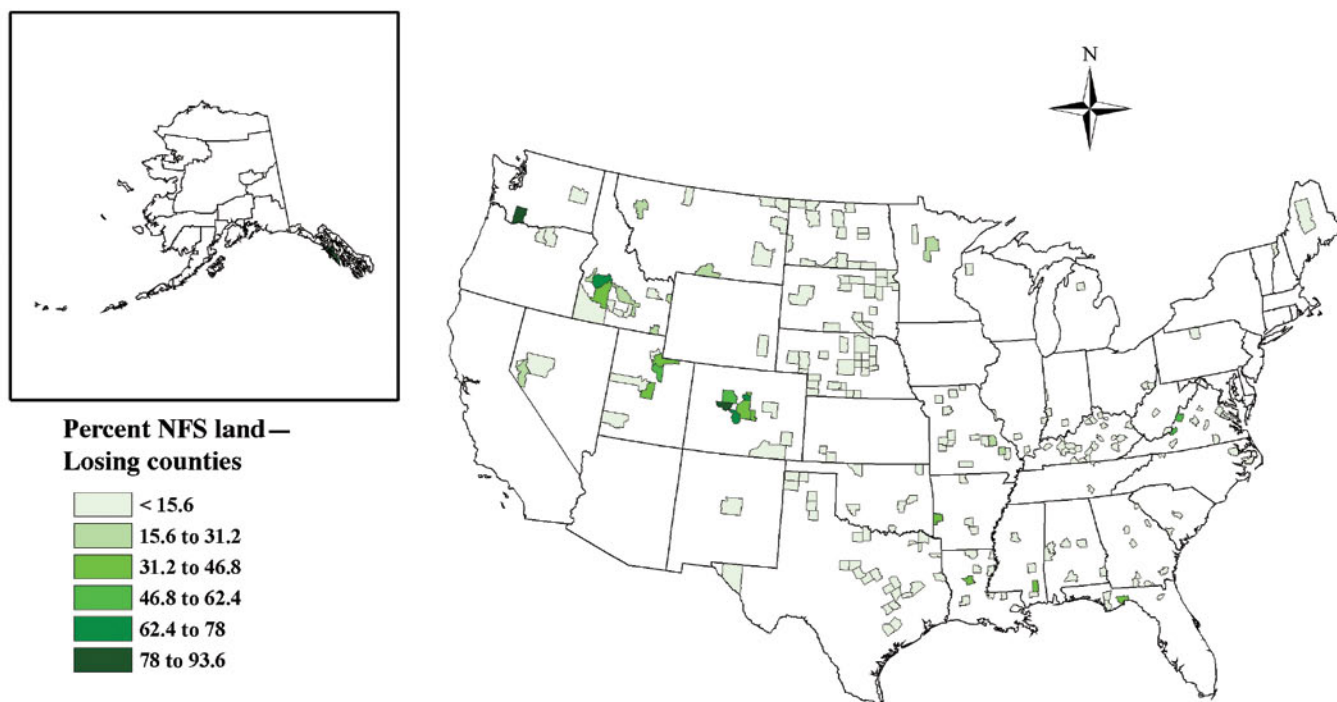 N
Percent NFS land—
Losing counties
< 15.6
15.6 to 31.2
31.2 to 46.8
46.8 to 62.4
62.4 to 78
78 to 93.6